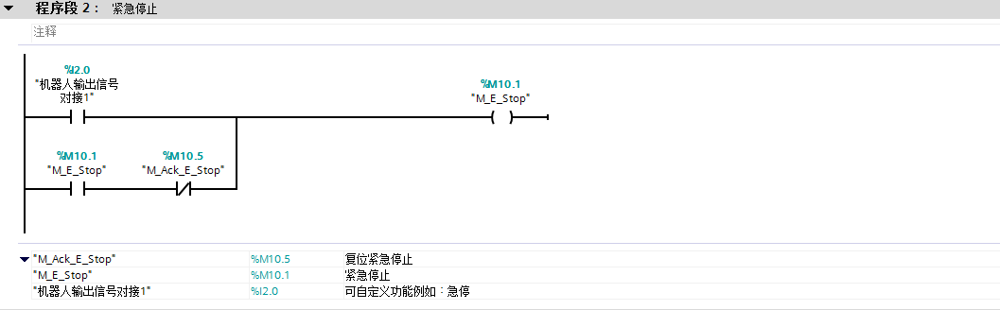 程序段 2： 紧急停止
注释
%I2.0
"机器人输出信号
对接1"
%M10.1
"M_E_Stop"
%M10.1
"M_E_Stop"
%M10.5
"M_Ack_E_Stop"
"M_Ack_E_Stop" %M10.5 复位紧急停止
"M_E_Stop" %M10.1 紧急停止
"机器人输出信号对接1" %I2.0 可自定义功能例如：急停